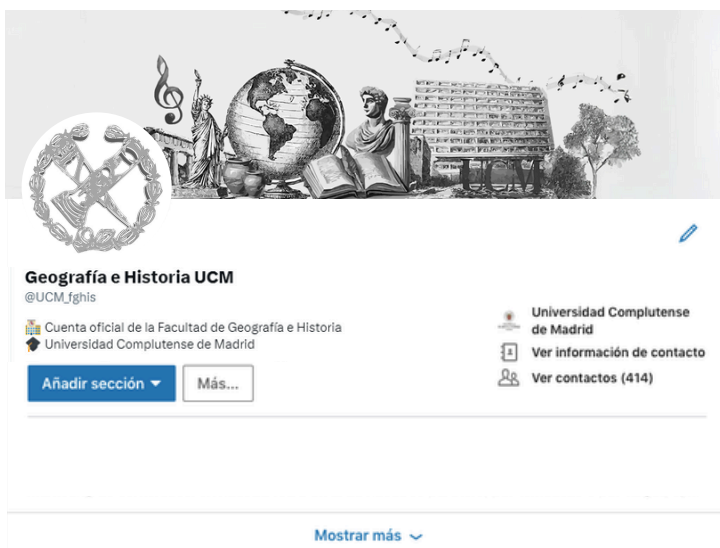 UCM
Geografía e Historia UCM
@UCM_fghis
Cuenta oficial de la Facultad de Geografía e Historia
Universidad Complutense de Madrid
Añadir sección
Más...
Universidad Complutense
de Madrid
Ver información de contacto
Ver contactos (414)
Mostrar más